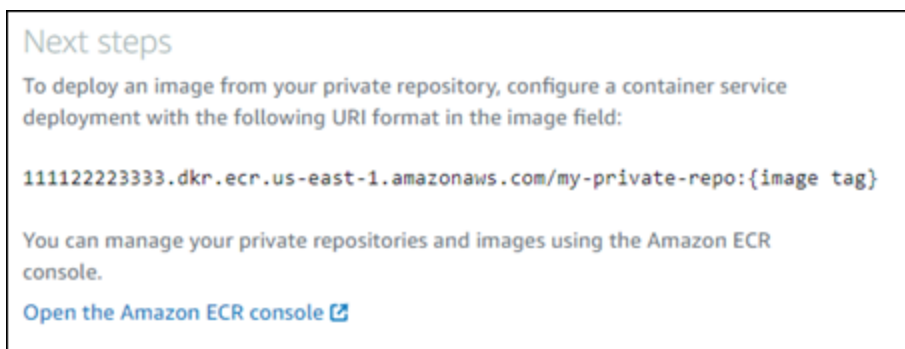 Next steps
To deploy an image from your private repository, configure a container service
deployment with the following URI format in the image field:
111122223333.dkr.ecr.us-east-1.amazonaws.com/my-private-repo:{image tag}
You can manage your private repositories and images using the Amazon ECR
console.
Open the Amazon ECR console